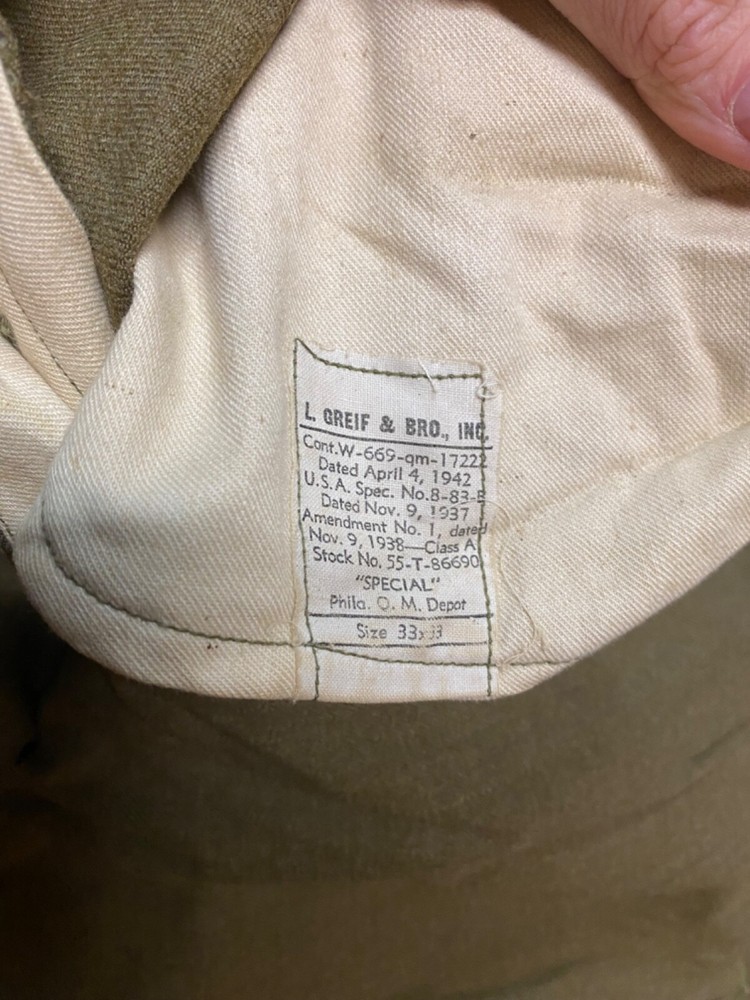 L. GREIF & BRO., INC.
Cont.W-669-qm-17222
Dated April 4, 1942
U.S.A. Spec. No.8-83-E
Dated Nov. 9, 1937
Amendment No. 1, dated
Nov. 9, 1938—Class A
Stock No. 55-T-86690
"SPECIAL"
Phila. Q. M. Depot
Size 33x33